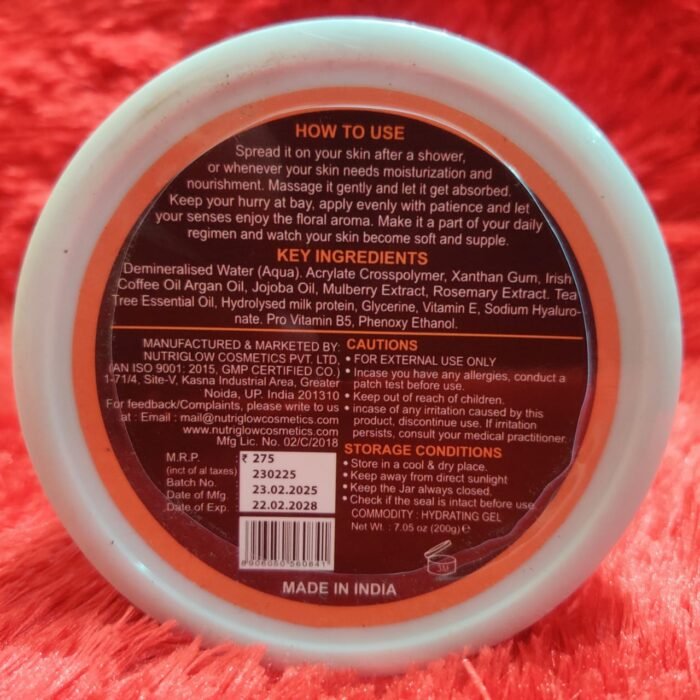 HOW TO USE
Spread it on your skin after a shower,
or whenever your skin needs moisturization and
nourishment. Massage it gently and let it get absorbed.
Keep your hurry at bay, apply evenly with patience and let
your senses enjoy the floral aroma. Make it a part of your daily
regimen and watch your skin become soft and supple.
KEY INGREDIENTS
Demineralised Water (Aqua). Acrylate Crosspolymer, Xanthan Gum, Irish
Coffee Oil Argan Oil, Jojoba Oil, Mulberry Extract, Rosemary Extract. Tea
Tree Essential Oil, Hydrolysed milk protein, Glycerine, Vitamin E, Sodium Hyaluro-
nate. Pro Vitamin B5, Phenoxy Ethanol.
MANUFACTURED & MARKETED BY:
NUTRIGLOW COSMETICS PVT. LTD,
(AN ISO 9001: 2015, GMP CERTIFIED CO.)
1-71/4, Site-V, Kasna Industrial Area, Greater
Noida, UP. India 201310
For feedback/Complaints, please write to us
at : Email : mail@nutriglowcosmetics.com
www.nutriglowcosmetics.com
Mfg Lic. No. 02/C/2018
M.R.P. ₹ 275
(inct of al taxes)
Batch No. 230225
Date of Mfg. 23.02.2025
Date of Exp. 22.02.2028
8906050560841
CAUTIONS
• FOR EXTERNAL USE ONLY
• Incase you have any allergies, conduct a
patch test before use.
• Keep out of reach of children.
• incase of any irritation caused by this
product, discontinue use. If irritation
persists, consult your medical practitioner.
STORAGE CONDITIONS
• Store in a cool & dry place.
• Keep away from direct sunlight
• Keep the Jar always closed.
• Check if the seal is intact before use
COMMODITY : HYDRATING GEL
Net Wt. : 7.05 oz (200g) e
MADE IN INDIA